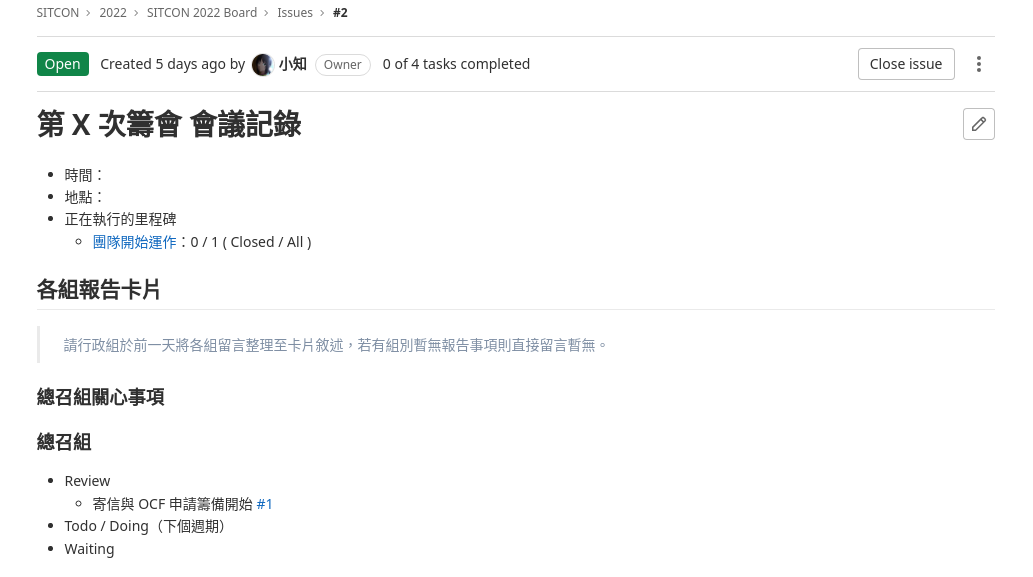 SITCON › 2022 › SITCON 2022 Board › Issues › #2
Open Created 5 days ago by 小知 Owner 0 of 4 tasks completed Close issue
第 X 次籌會 會議記錄
時間：
地點：
正在執行的里程碑
團隊開始運作：0 / 1 ( Closed / All )
各組報告卡片
請行政組於前一天將各組留言整理至卡片敘述，若有組別暫無報告事項則直接留言暫無。
總召組關心事項
總召組
Review
寄信與 OCF 申請籌備開始 #1
Todo / Doing（下個週期）
Waiting